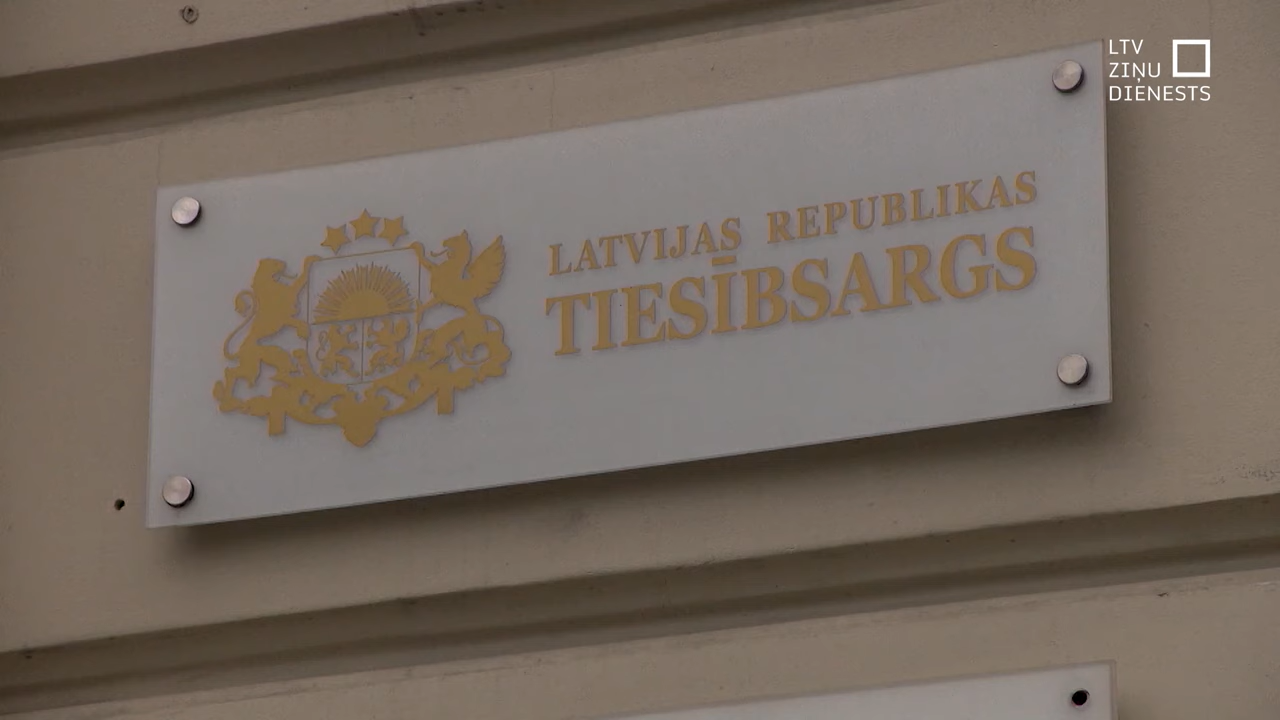 LTV
ZIŅU
DIENESTS
LATVIJAS REPUBLIKAS
TIESĪBSARGS